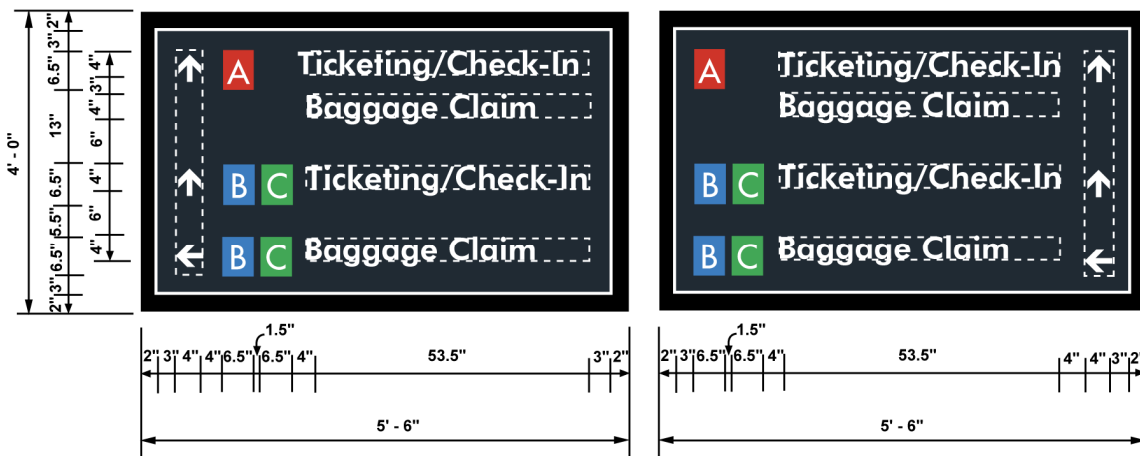 A Ticketing/Check-In
Baggage Claim
B C Ticketing/Check-In
B C Baggage Claim
A Ticketing/Check-In
Baggage Claim
B C Ticketing/Check-In
B C Baggage Claim
4' - 0"
2"
3"
6.5"
13"
6.5"
5.5"
6.5"
3"
2"
4"
3"
4"
6"
4"
6"
4"
1.5"
2" 3" 4" 4" 6.5" 6.5" 4" 53.5" 3" 2"
5' - 6"
1.5"
2" 3" 6.5" 6.5" 4" 53.5" 4" 4" 3" 2"
5' - 6"